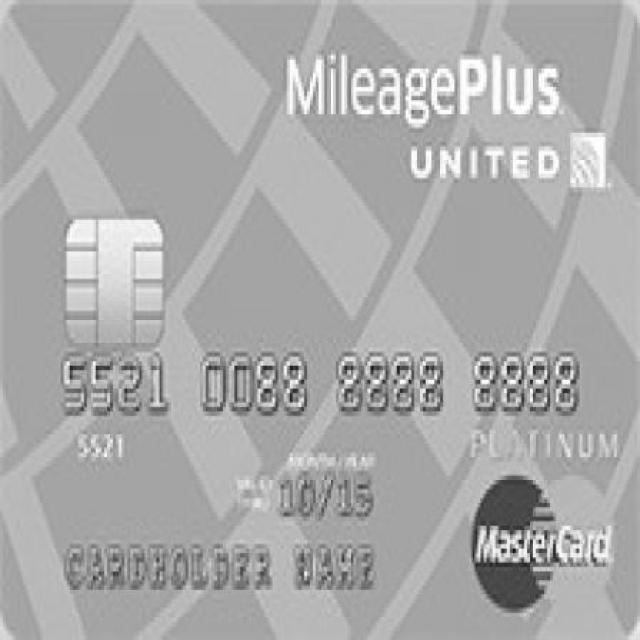 MileagePlus
UNITED
5521 0088 8888 8888
5521
PLATINUM
10/15
MasterCard
CARDHOLDER NAME